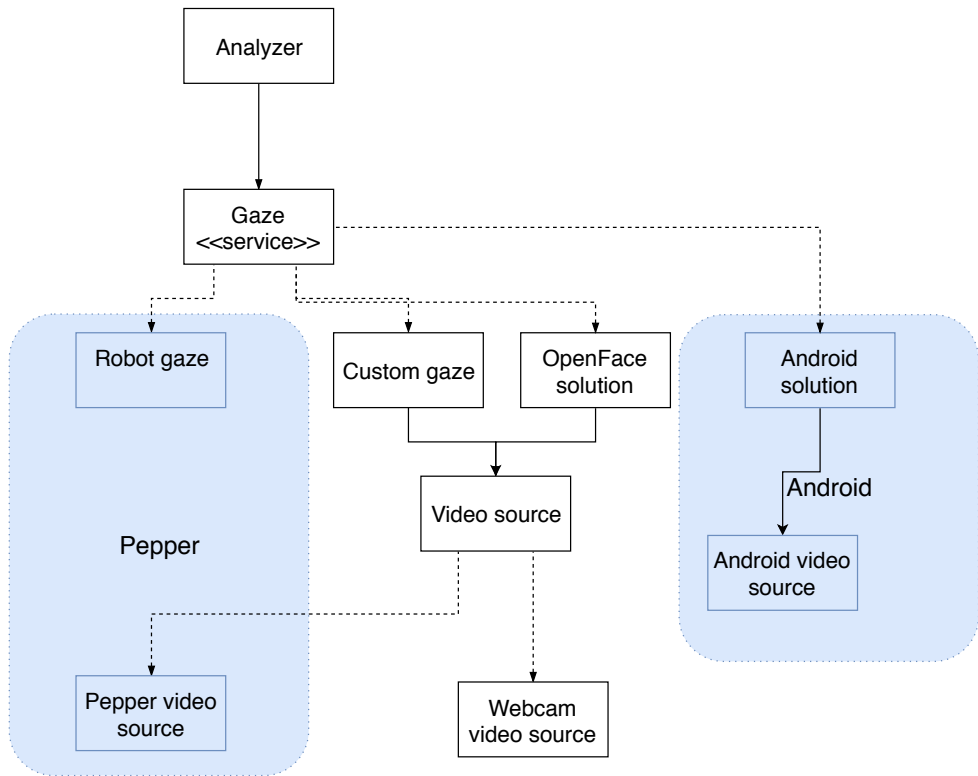 Analyzer
Gaze
<<service>>
Robot gaze
Custom gaze
OpenFace
solution
Android
solution
Video source
Android
Pepper
Android video
source
Pepper video
source
Webcam
video source